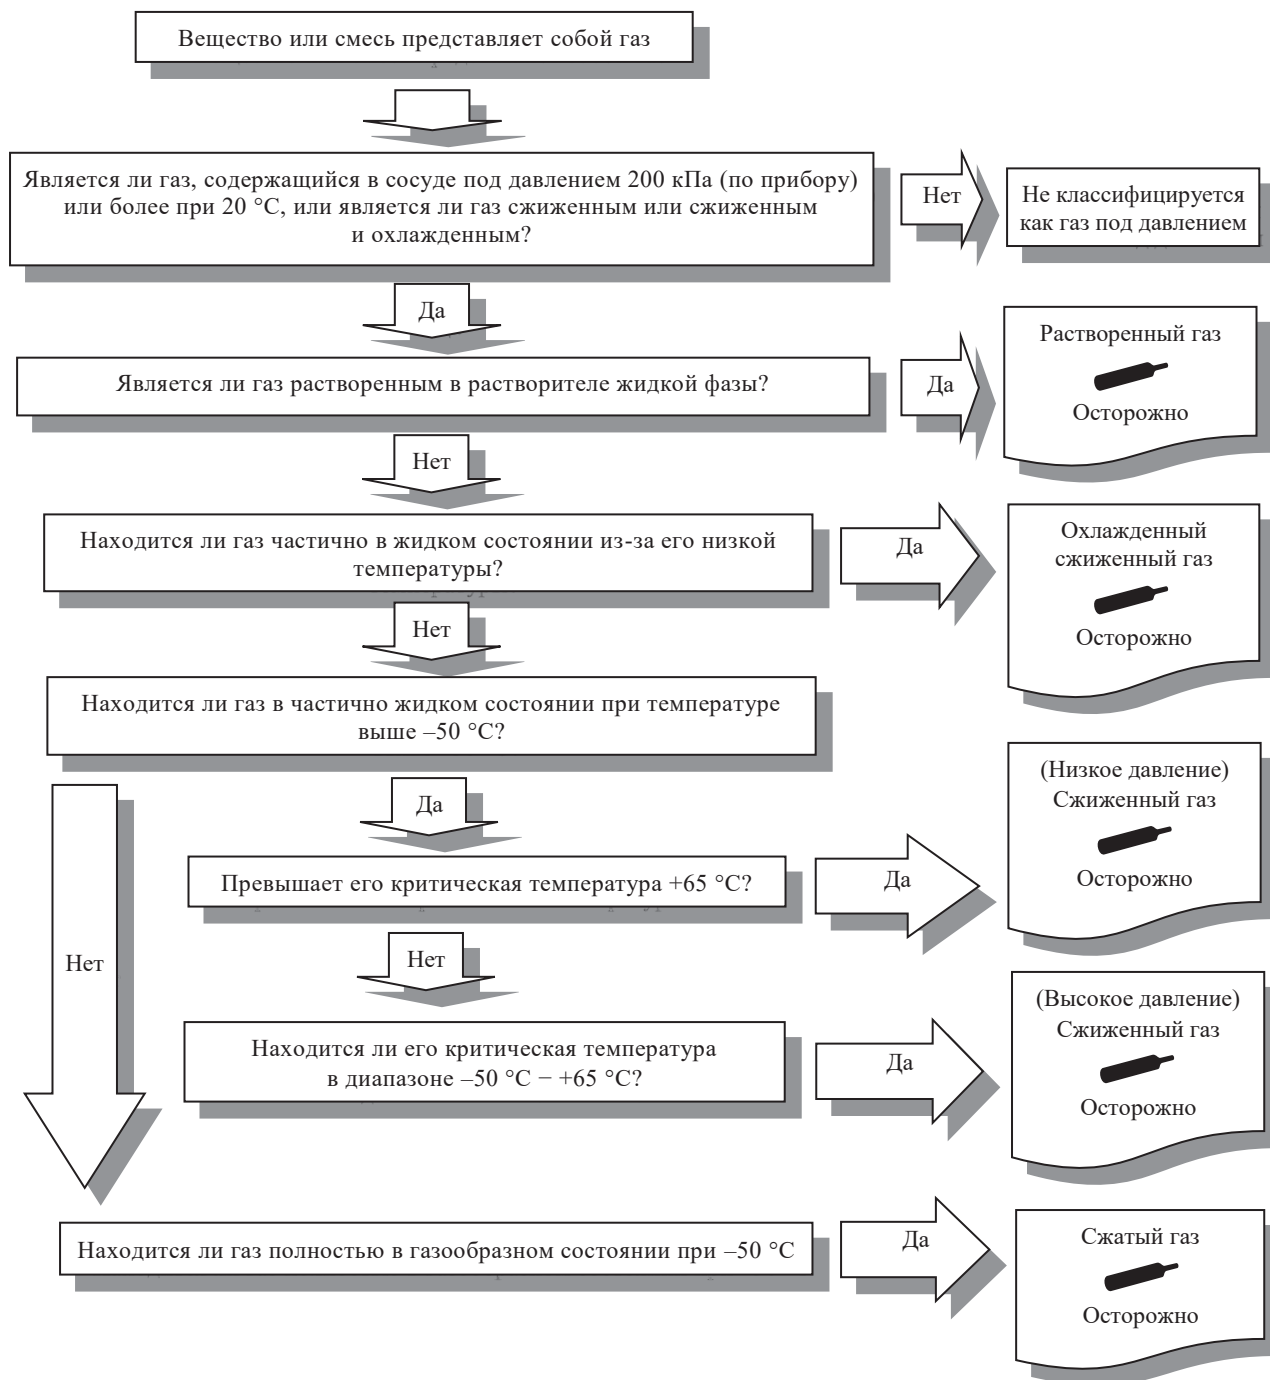 Вещество или смесь представляет собой газ
Является ли газ, содержащийся в сосуде под давлением 200 кПа (по прибору)
или более при 20 °C, или является ли газ сжиженным или сжиженным
и охлажденным?
Нет
Не классифицируется
как газ под давлением
Да
Является ли газ растворенным в растворителе жидкой фазы?
Да
Растворенный газ
Осторожно
Нет
Находится ли газ частично в жидком состоянии из-за его низкой
температуры?
Да
Охлажденный
сжиженный газ
Осторожно
Нет
Находится ли газ в частично жидком состоянии при температуре
выше –50 °C?
Да
Превышает его критическая температура +65 °C?
Да
(Низкое давление)
Сжиженный газ
Осторожно
Нет
Нет
Находится ли его критическая температура
в диапазоне –50 °C − +65 °C?
Да
(Высокое давление)
Сжиженный газ
Осторожно
Находится ли газ полностью в газообразном состоянии при –50 °C
Да
Сжатый газ
Осторожно